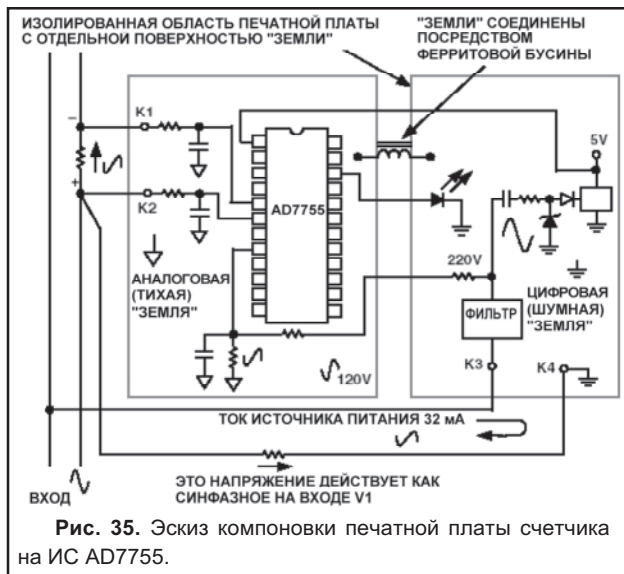 ИЗОЛИРОВАННАЯ ОБЛАСТЬ ПЕЧАТНОЙ ПЛАТЫ
С ОТДЕЛЬНОЙ ПОВЕРХНОСТЬЮ "ЗЕМЛИ"
"ЗЕМЛИ" СОЕДИНЕНЫ
ПОСРЕДСТВОМ
ФЕРРИТОВОЙ БУСИНЫ
–
K1
5V
+
K2
AD7755
АНАЛОГОВАЯ
(ТИХАЯ)
"ЗЕМЛЯ"
220V
ФИЛЬТР
ЦИФРОВАЯ
(ШУМНАЯ)
"ЗЕМЛЯ"
120V
K3
K4
ТОК ИСТОЧНИКА ПИТАНИЯ 32 мА
ВХОД
ЭТО НАПРЯЖЕНИЕ ДЕЙСТВУЕТ КАК
СИНФАЗНОЕ НА ВХОДЕ V1
Рис. 35. Эскиз компоновки печатной платы счетчика
на ИС AD7755.